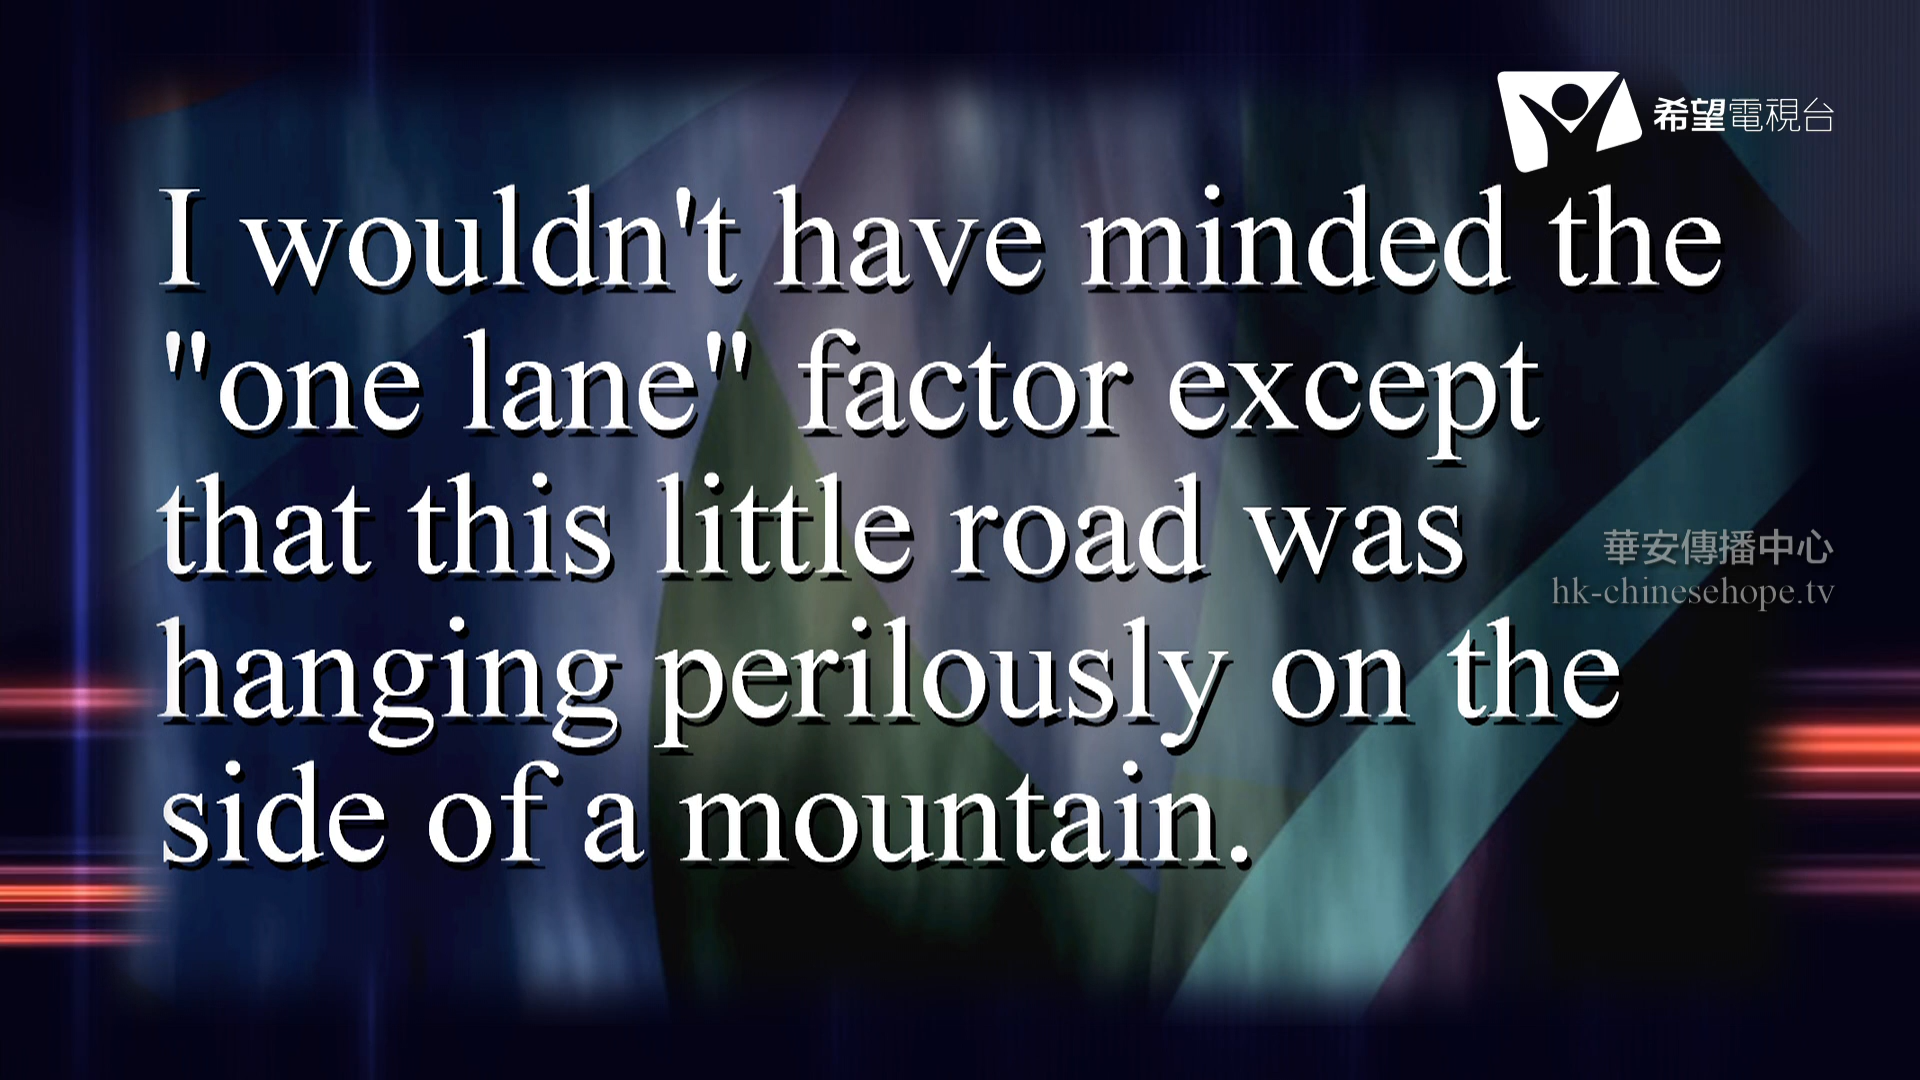 希望電視台
I wouldn't have minded the
"one lane" factor except
that this little road was
hanging perilously on the
side of a mountain.
華安傳播中心
hk-chinesehope.tv